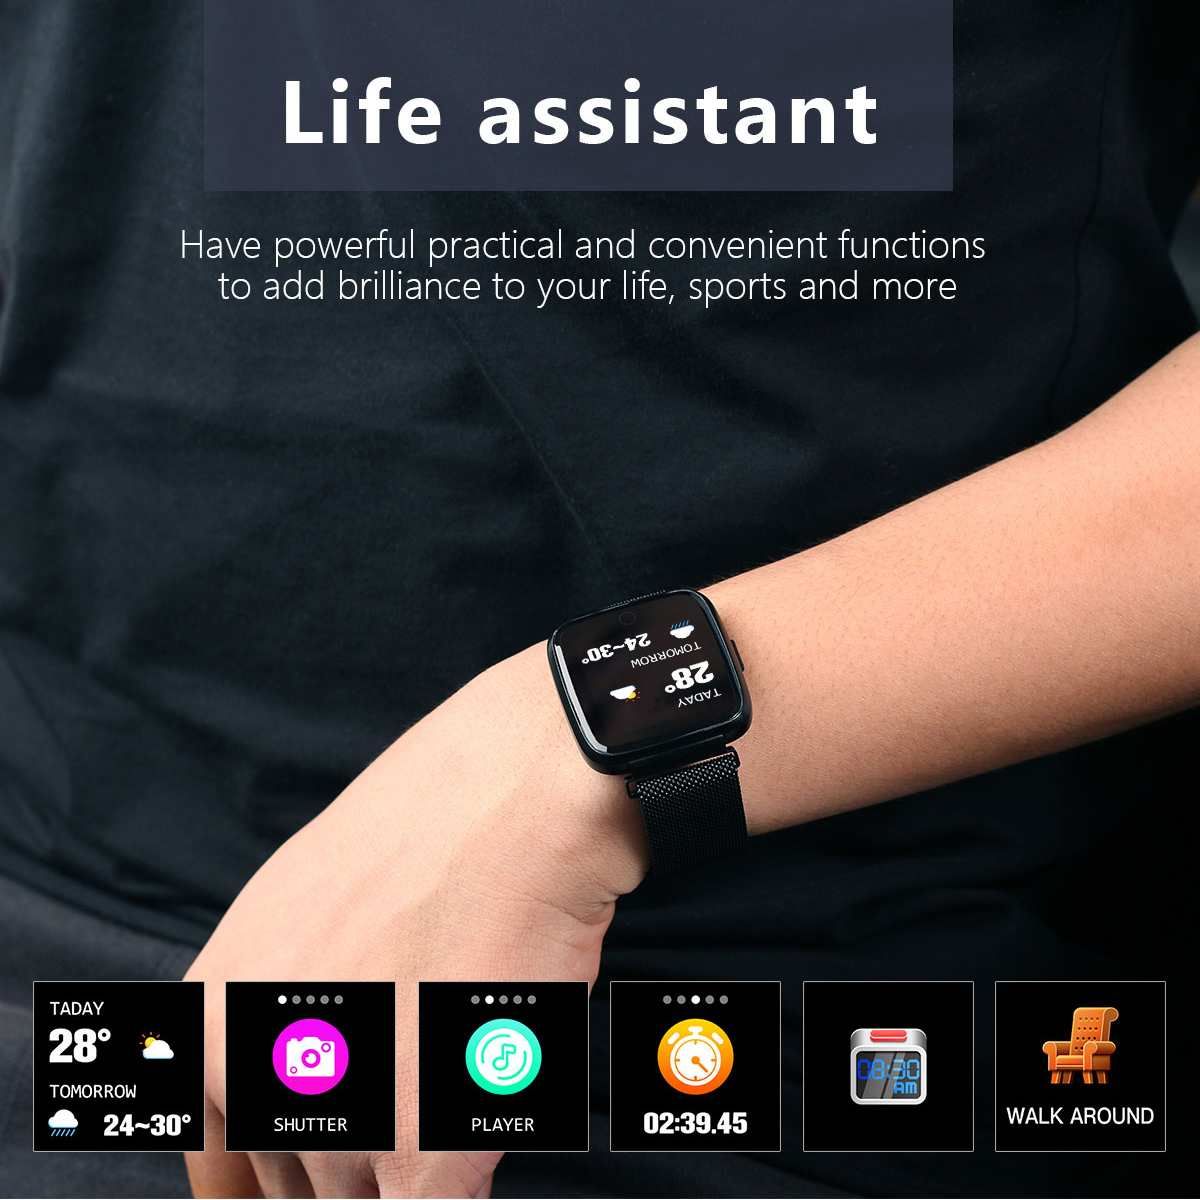 Life assistant
Have powerful practical and convenient functions
to add brilliance to your life, sports and more
TADAY
28°
TOMORROW
24~30°
TADAY
28°
TOMORROW
24~30°
SHUTTER
PLAYER
02:39.45
08:30
AM
WALK AROUND